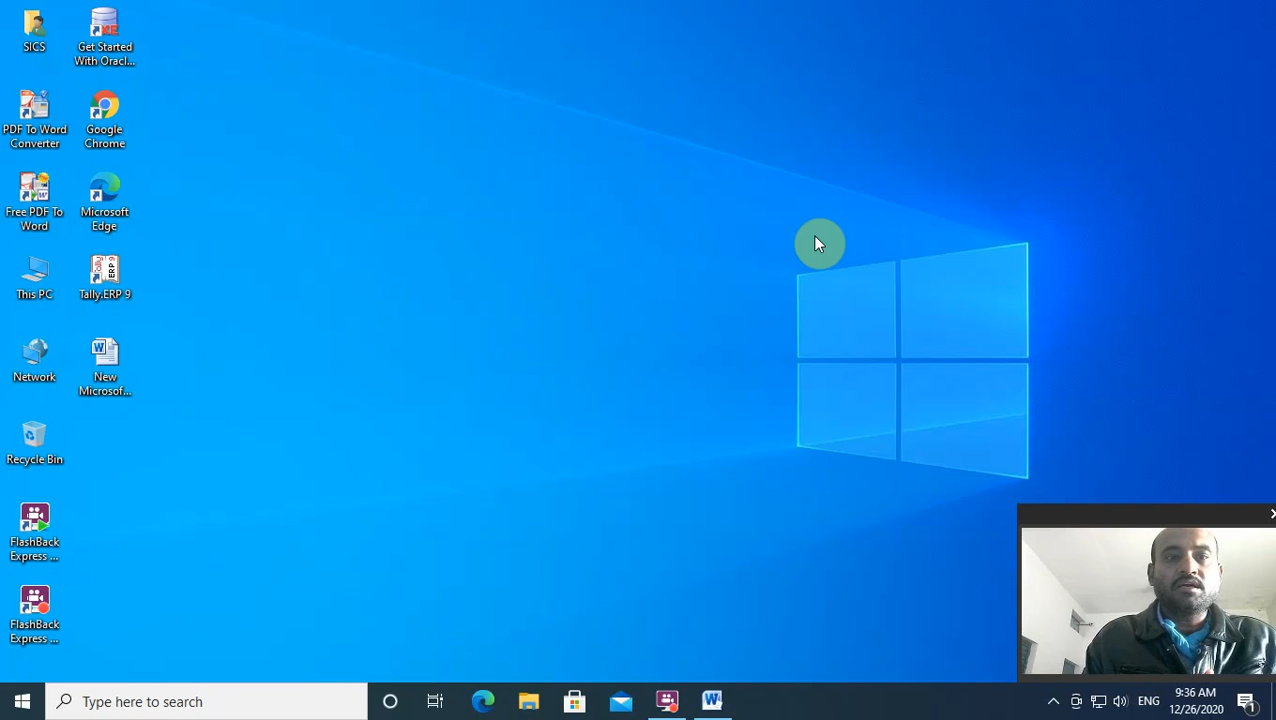 SICS
Get Started
With Oracl...
PDF To Word
Converter
Google
Chrome
Free PDF To
Word
Microsoft
Edge
This PC
Tally.ERP 9
Network
New
Microsof...
Recycle Bin
FlashBack
Express ...
FlashBack
Express ...
Type here to search
ENG
9:36 AM
12/26/2020
1